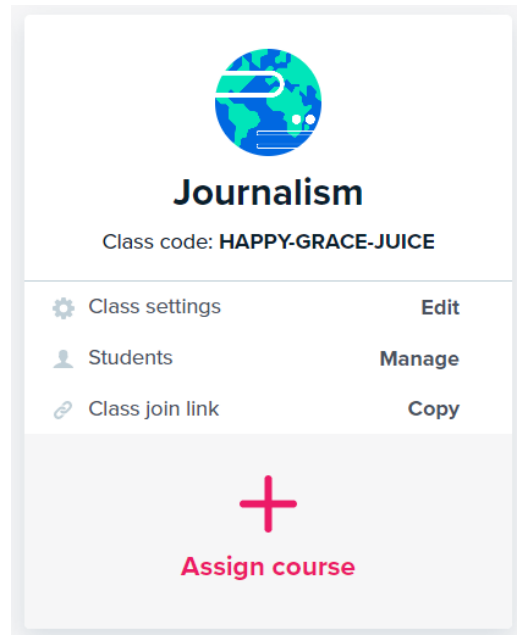 Journalism
Class code: HAPPY-GRACE-JUICE
Class settings Edit
Students Manage
Class join link Copy
Assign course